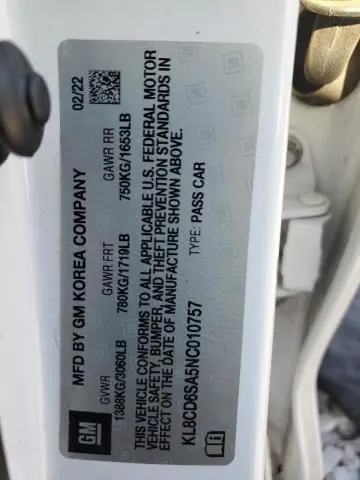 MFD BY GM KOREA COMPANY 02/22
GVWR GAWR FRT GAWR RR
1388KG/3060LB 780KG/1719LB 750KG/1653LB
THIS VEHICLE CONFORMS TO ALL APPLICABLE U.S. FEDERAL MOTOR
VEHICLE SAFETY, BUMPER, AND THEFT PREVENTION STANDARDS IN
EFFECT ON THE DATE OF MANUFACTURE SHOWN ABOVE.
KL8CD6SA5NC010757 TYPE: PASS CAR
GM